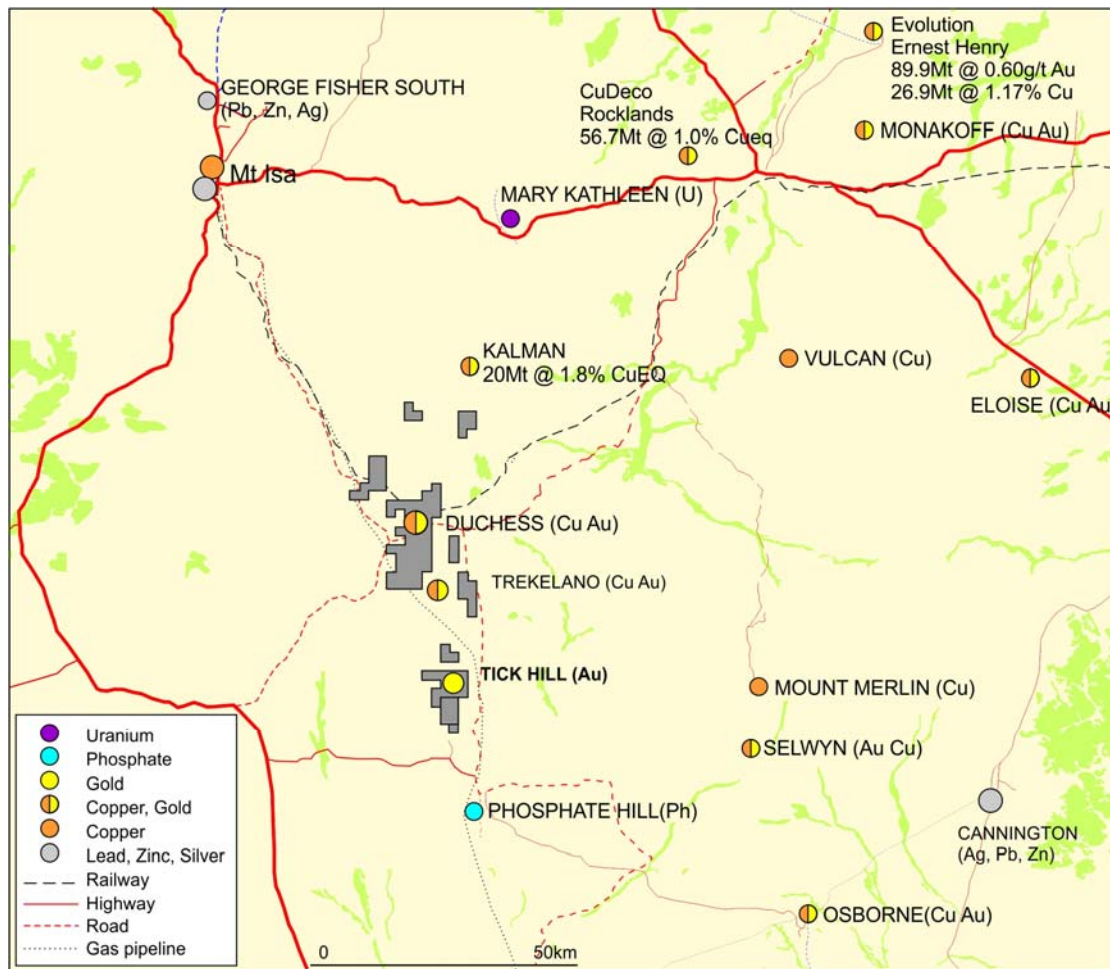 Evolution
Ernest Henry
89.9Mt @ 0.60g/t Au
26.9Mt @ 1.17% Cu
GEORGE FISHER SOUTH
(Pb, Zn, Ag)
CuDeco
Rocklands
56.7Mt @ 1.0% Cueq
MONAKOFF (Cu Au)
Mt Isa
MARY KATHLEEN (U)
KALMAN
20Mt @ 1.8% CuEQ
VULCAN (Cu)
ELOISE (Cu Au)
DUCHESS (Cu Au)
TREKELANO (Cu Au)
TICK HILL (Au)
MOUNT MERLIN (Cu)
SELWYN (Au Cu)
PHOSPHATE HILL(Ph)
CANNINGTON
(Ag, Pb, Zn)
OSBORNE(Cu Au)
Uranium
Phosphate
Gold
Copper, Gold
Copper
Lead, Zinc, Silver
Railway
Highway
Road
Gas pipeline
0 50km